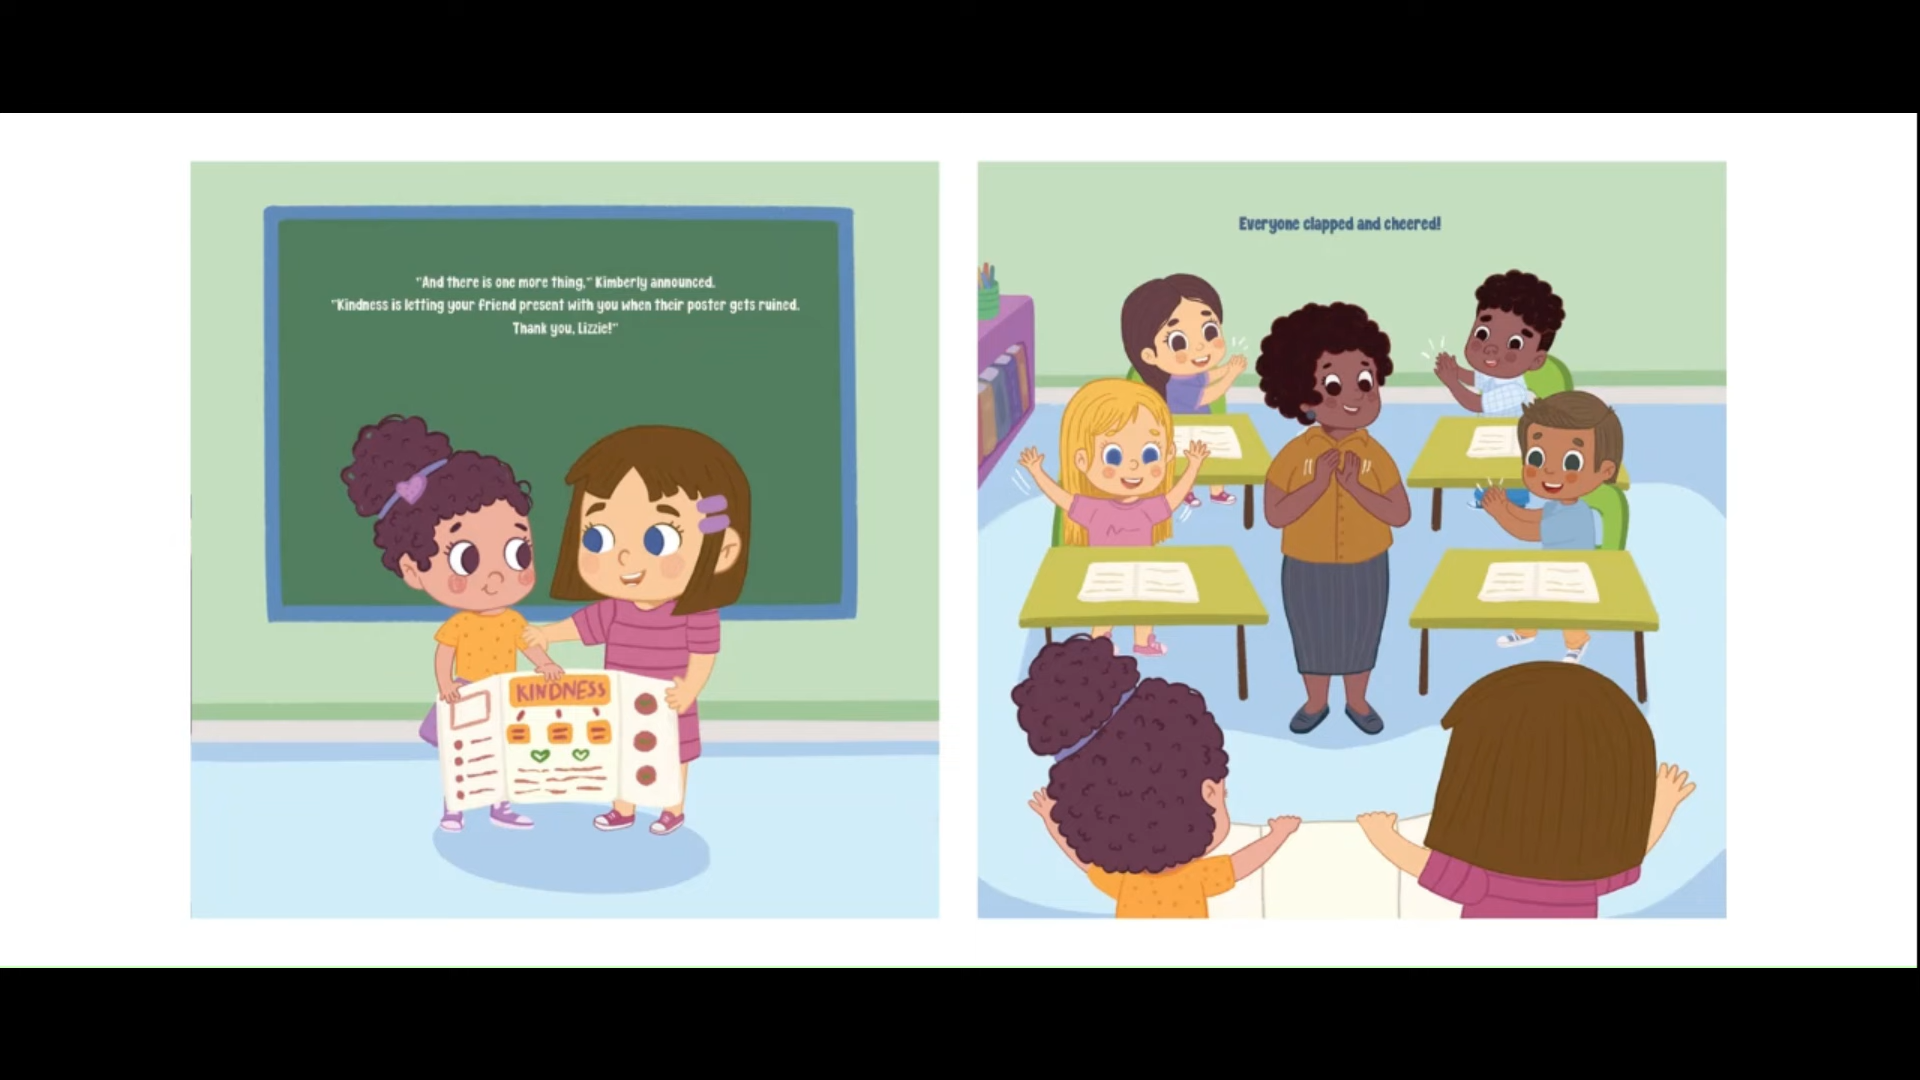 "And there is one more thing," Kimberly announced.
"Kindness is letting your friend present with you when their poster gets ruined.
Thank you, Lizzie!"
KINDNESS
Everyone clapped and cheered!